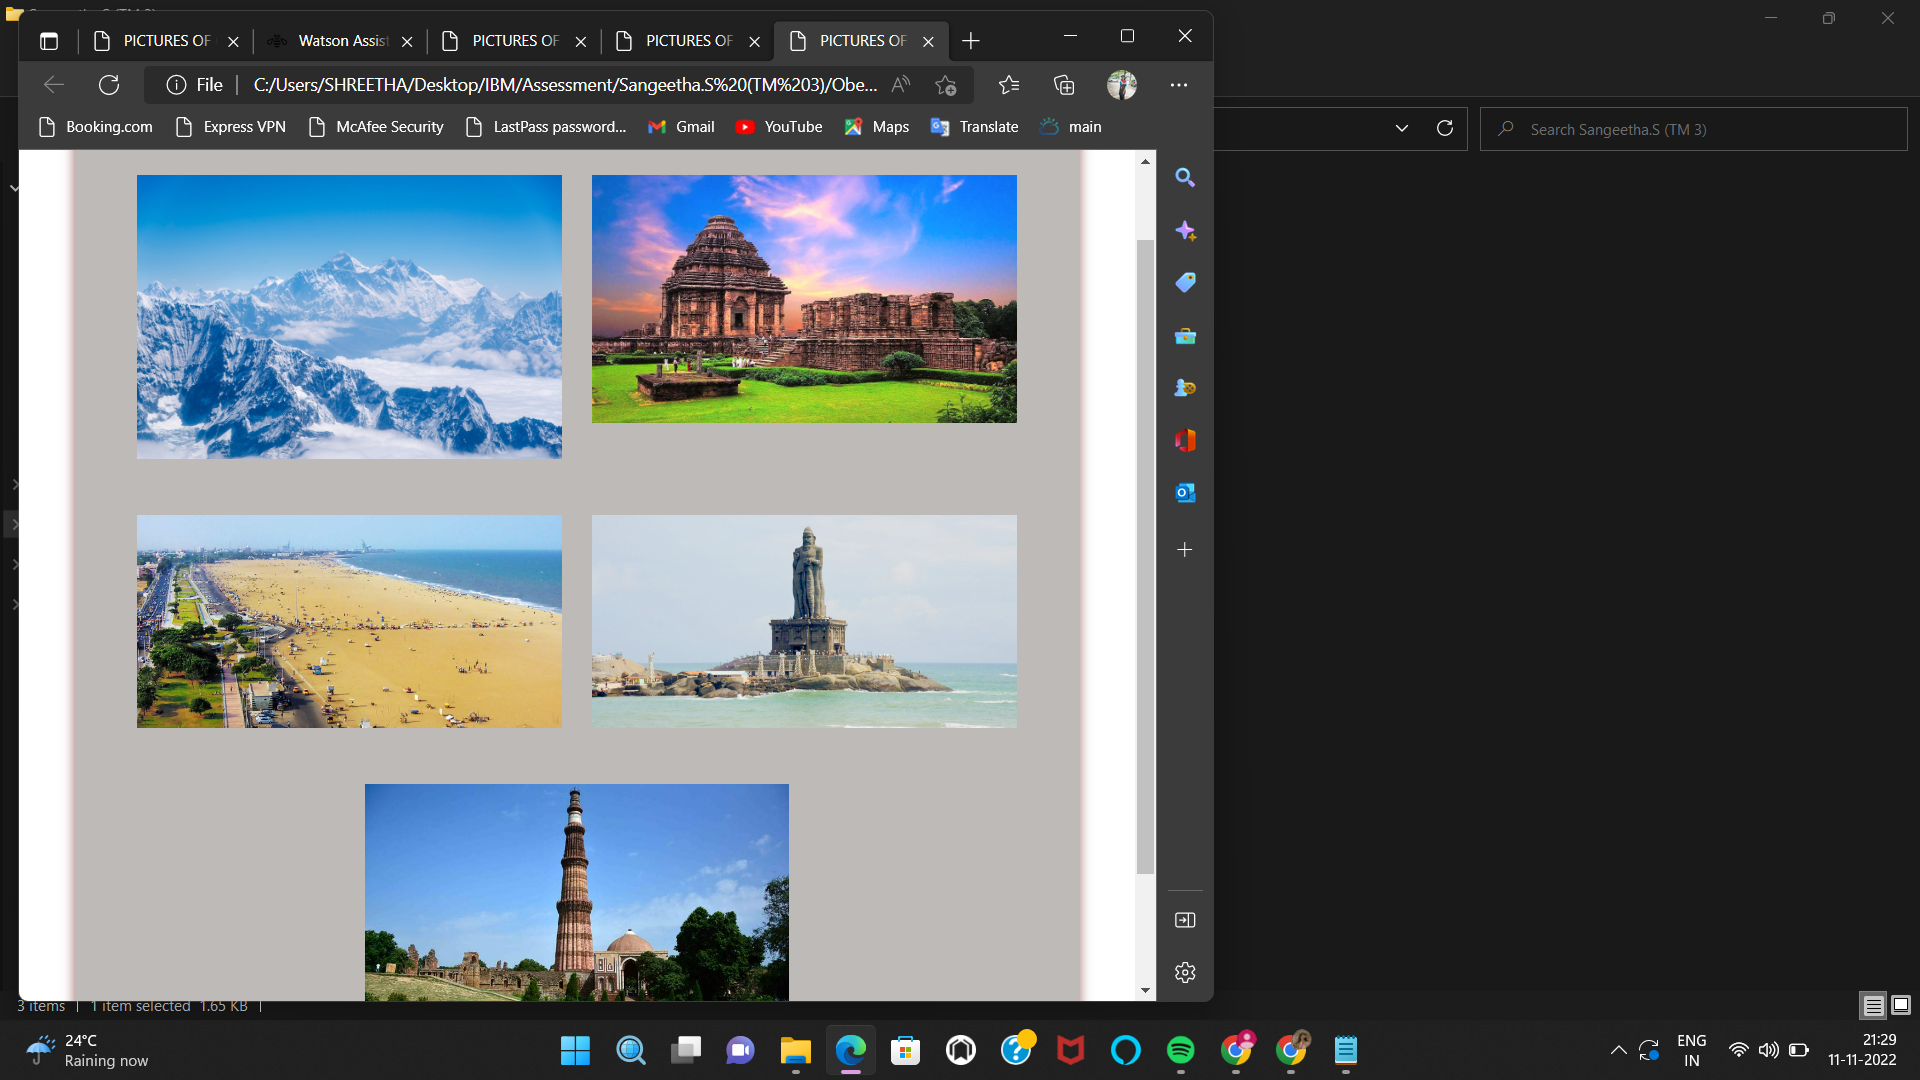 PICTURES OF
Watson Assist
PICTURES OF
PICTURES OF
PICTURES OF
File
C:/Users/SHREETHA/Desktop/IBM/Assessment/Sangeetha.S%20(TM%203)/Obe...
Search Sangeetha.S (TM 3)
Booking.com
Express VPN
McAfee Security
LastPass password...
Gmail
YouTube
Maps
Translate
main
3 items
1 item selected 1.65 KB
24°C
Raining now
ENG
IN
21:29
11-11-2022